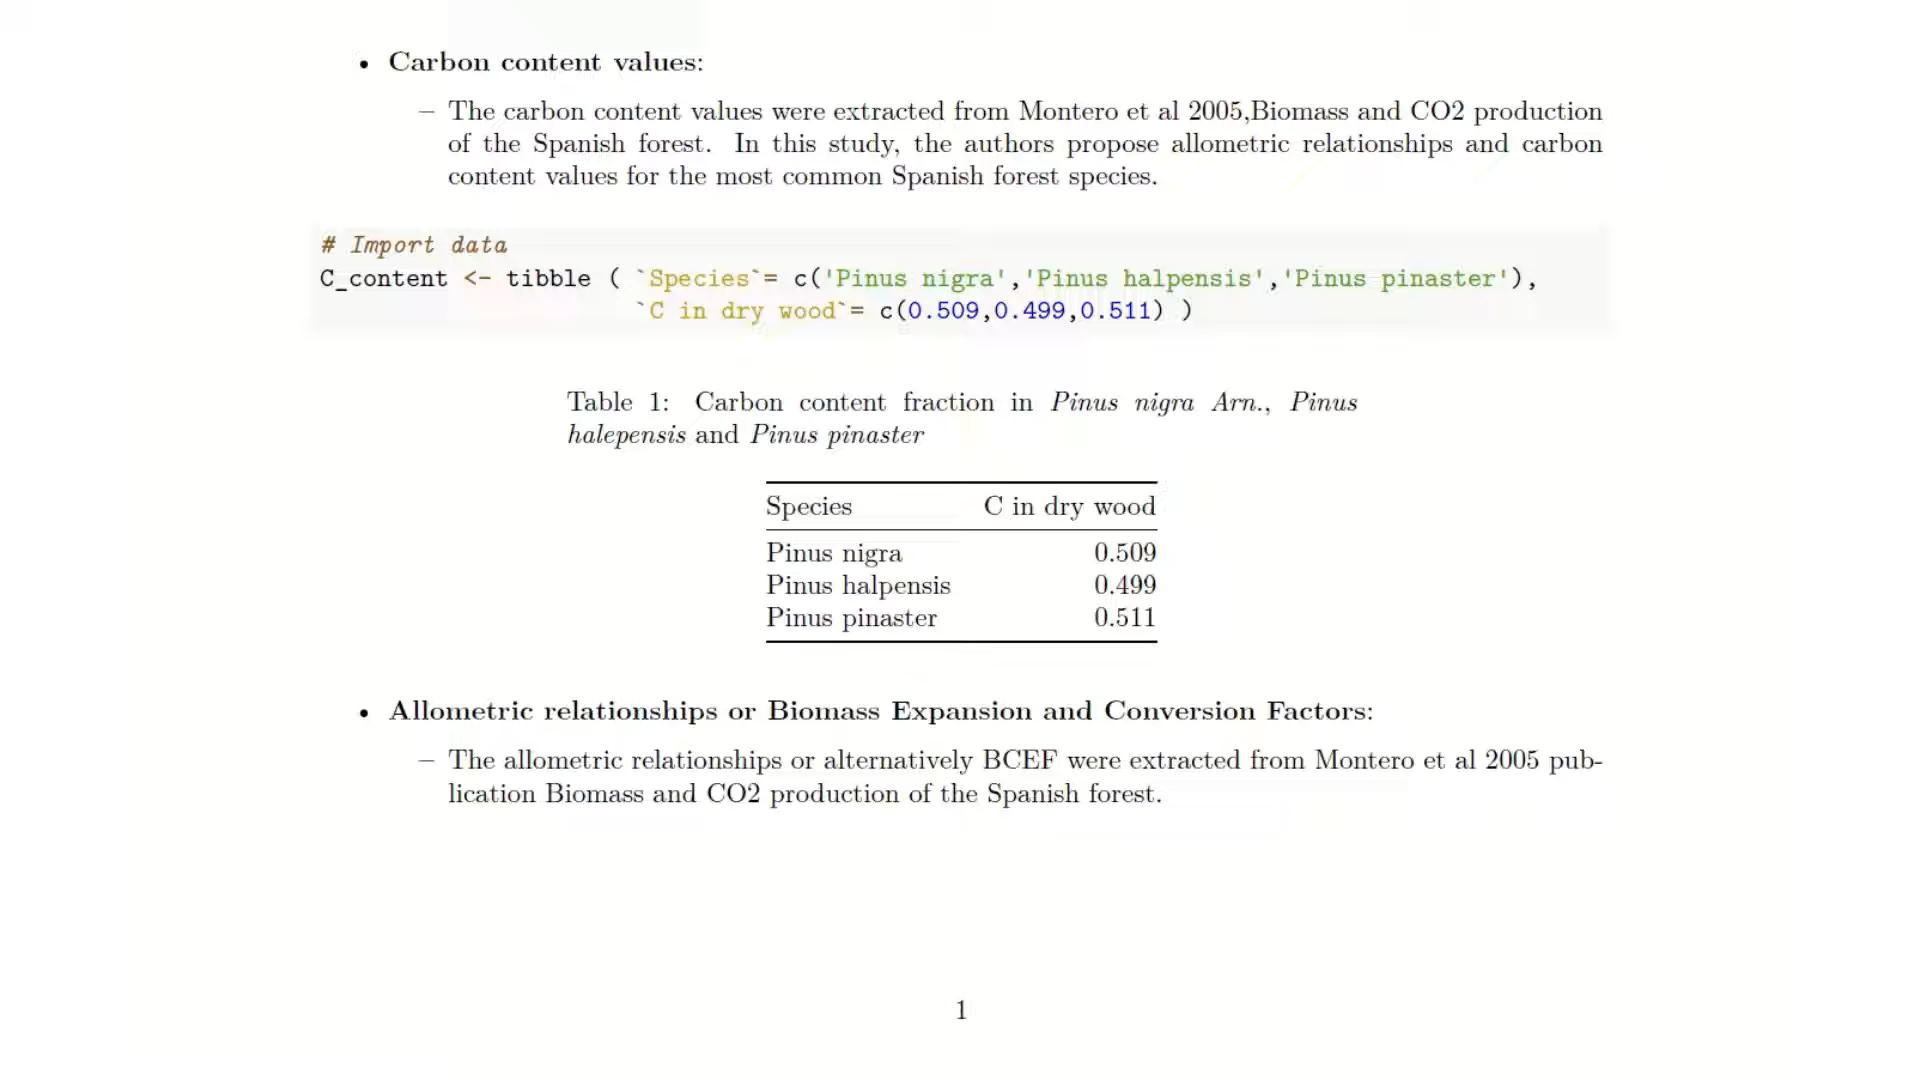 • Carbon content values:
– The carbon content values were extracted from Montero et al 2005,Biomass and CO2 production
of the Spanish forest. In this study, the authors propose allometric relationships and carbon
content values for the most common Spanish forest species.
# Import data
C_content <- tibble ( `Species`= c('Pinus nigra','Pinus halpensis','Pinus pinaster'),
`C in dry wood`= c(0.509,0.499,0.511) )
Table 1: Carbon content fraction in Pinus nigra Arn., Pinus
halepensis and Pinus pinaster
Species C in dry wood
Pinus nigra 0.509
Pinus halpensis 0.499
Pinus pinaster 0.511
• Allometric relationships or Biomass Expansion and Conversion Factors:
– The allometric relationships or alternatively BCEF were extracted from Montero et al 2005 pub-
lication Biomass and CO2 production of the Spanish forest.
1